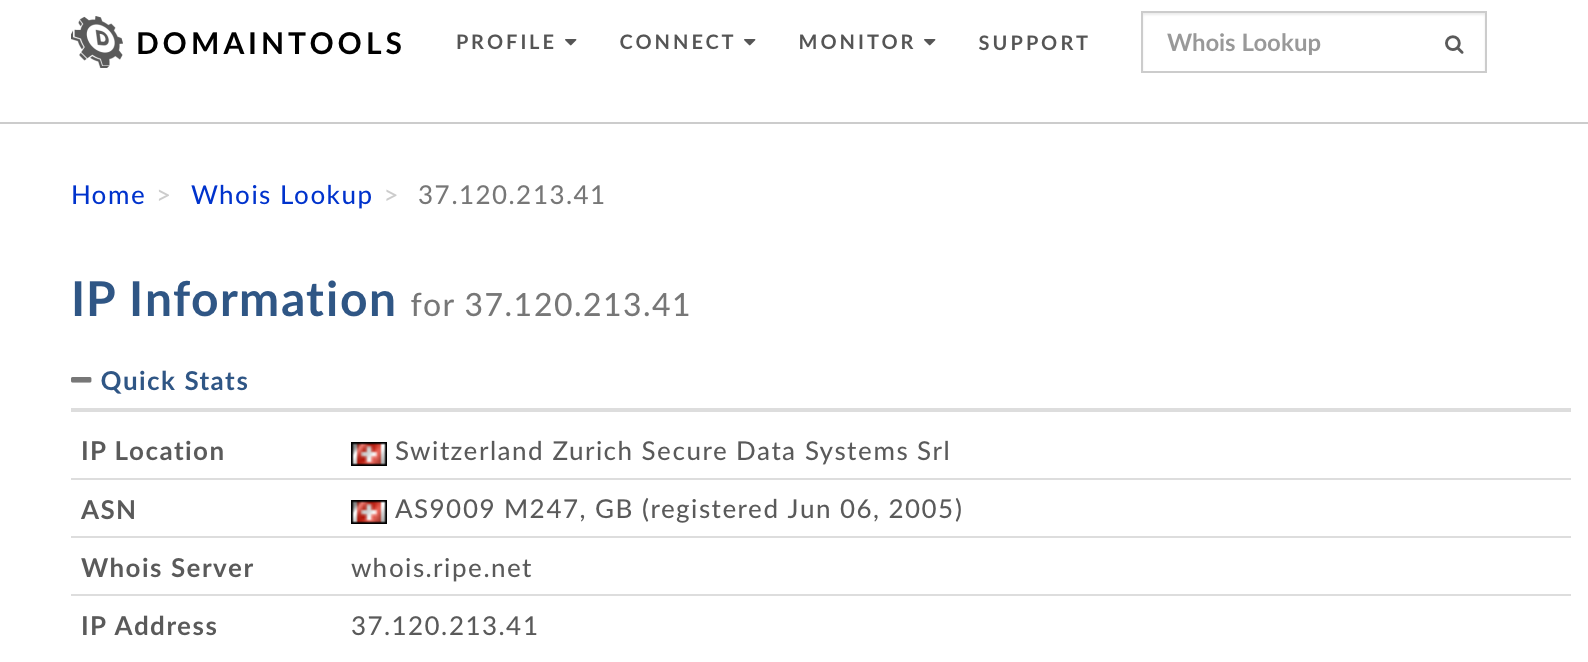 DOMAINTOOLS PROFILE CONNECT MONITOR SUPPORT Whois Lookup
Home > Whois Lookup > 37.120.213.41
IP Information for 37.120.213.41
Quick Stats
IP Location Switzerland Zurich Secure Data Systems Srl
ASN AS9009 M247, GB (registered Jun 06, 2005)
Whois Server whois.ripe.net
IP Address 37.120.213.41